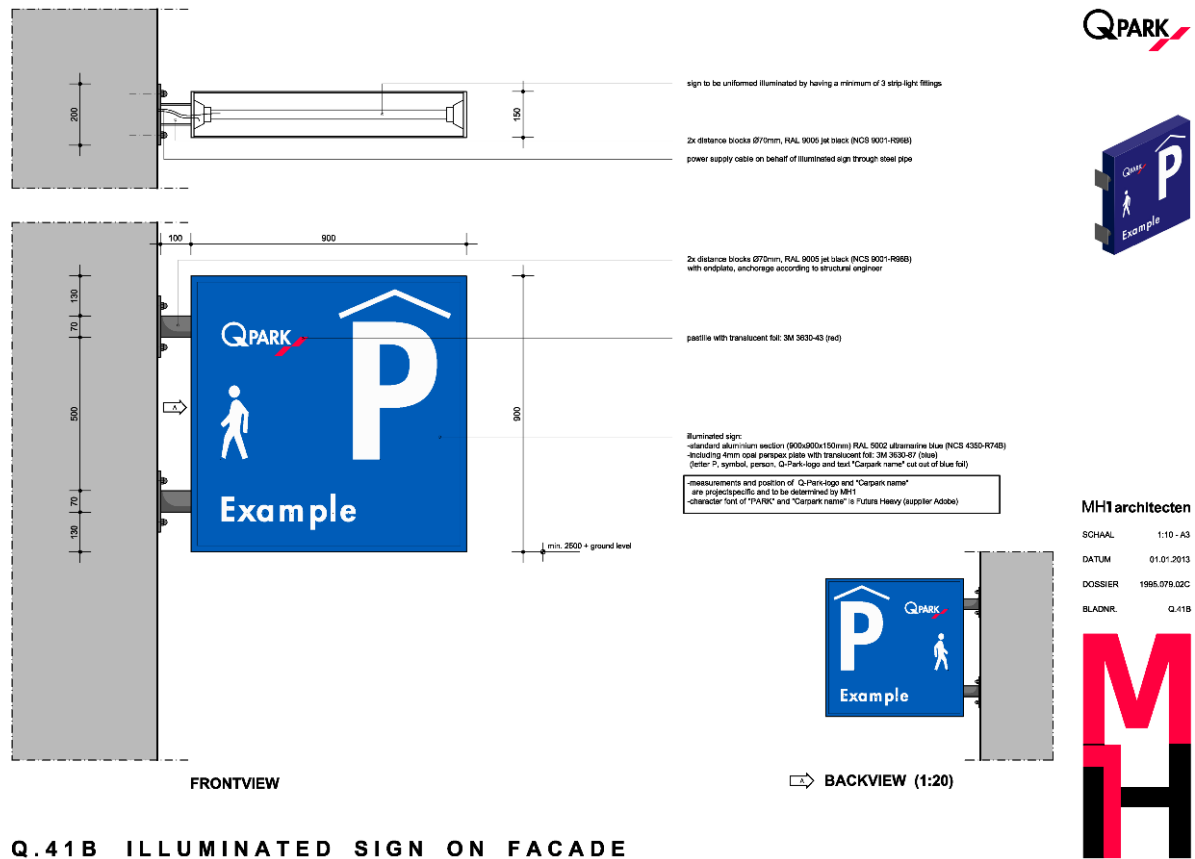 QPARK
sign to be uniformed illuminated by having a minimum of 3 strip-light fittings
200
150
2x distance blocks Ø70mm, RAL 9005 jet black (NCS 9001-R96B)
power supply cable on behalf of illuminated sign through steel pipe
QPARK
P
Example
100
900
2x distance blocks Ø70mm, RAL 9005 jet black (NCS 9001-R96B)
with endplate, anchorage according to structural engineer
130
70
500
70
130
QPARK
P
Example
A
900
pastille with translucent foil: 3M 3630-43 (red)
illuminated sign:
-standard aluminium section (900x900x150mm) RAL 5002 ultramarine blue (NCS 4350-R74B)
-including 4mm opal perspex plate with translucent foil: 3M 3630-87 (blue)
(letter P, symbol, person, Q-Park-logo and text "Carpark name" cut out of blue foil)
-measurements and position of Q-Park-logo and "Carpark name"
are projectspecific and to be determined by MH1
-character font of "PARK" and "Carpark name" is Futura Heavy (supplier Adobe)
min. 2500 + ground level
MH1 architecten
SCHAAL 1:10 - A3
DATUM 01.01.2013
DOSSIER 1995.079.02C
BLADNR. Q.41B
P
QPARK
Example
MH
FRONTVIEW
A BACKVIEW (1:20)
Q.41B ILLUMINATED SIGN ON FACADE